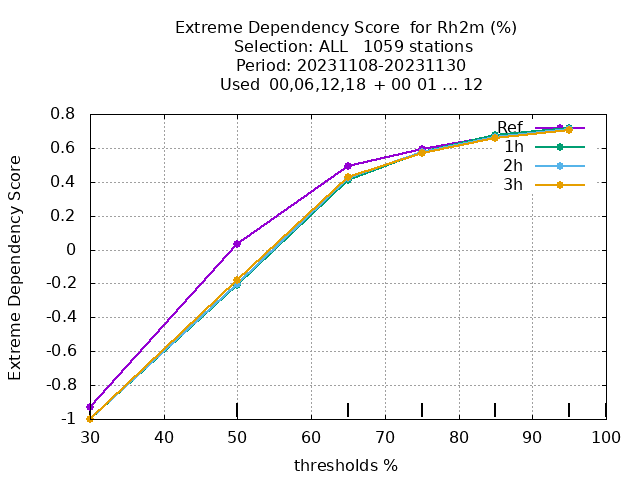 Extreme Dependency Score  for Rh2m (%)
Selection: ALL   1059 stations
Period: 20231108-20231130
Used  00,06,12,18  + 00 01 ... 12
Extreme Dependency Score
0.8
0.6
0.4
0.2
0
-0.2
-0.4
-0.6
-0.8
-1
Ref
1h
2h
3h
30 40 50 60 70 80 90 100
thresholds %